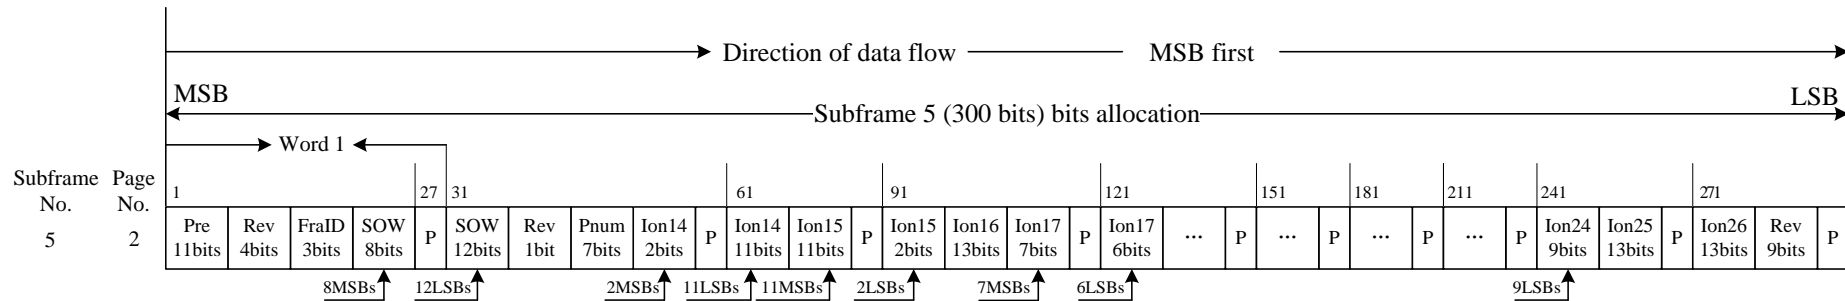 Direction of data flow MSB first
MSB LSB
Subframe 5 (300 bits) bits allocation
Word 1
Subframe No. Page No.
1 27 31 61 91 121 151 181 211 241 271
5 2
Pre 11bits
Rev 4bits
FraID 3bits
SOW 8bits
P
SOW 12bits
Rev 1bit
Pnum 7bits
Ion14 2bits
P
Ion14 11bits
Ion15 11bits
P
Ion15 2bits
Ion16 13bits
Ion17 7bits
P
Ion17 6bits
...
P
...
P
...
P
...
P
Ion24 9bits
Ion25 13bits
P
Ion26 13bits
Rev 9bits
P
8MSBs 12LSBs 2MSBs 11LSBs 11MSBs 2LSBs 7MSBs 6LSBs 9LSBs